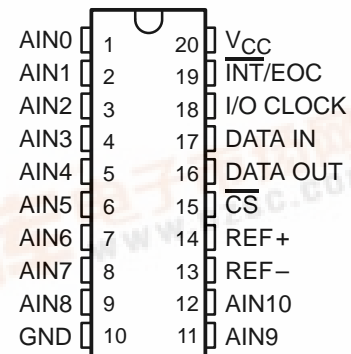 AIN0 1 20 VCC
AIN1 2 19 INT/EOC
AIN2 3 18 I/O CLOCK
AIN3 4 17 DATA IN
AIN4 5 16 DATA OUT
AIN5 6 15 CS
AIN6 7 14 REF+
AIN7 8 13 REF–
AIN8 9 12 AIN10
GND 10 11 AIN9